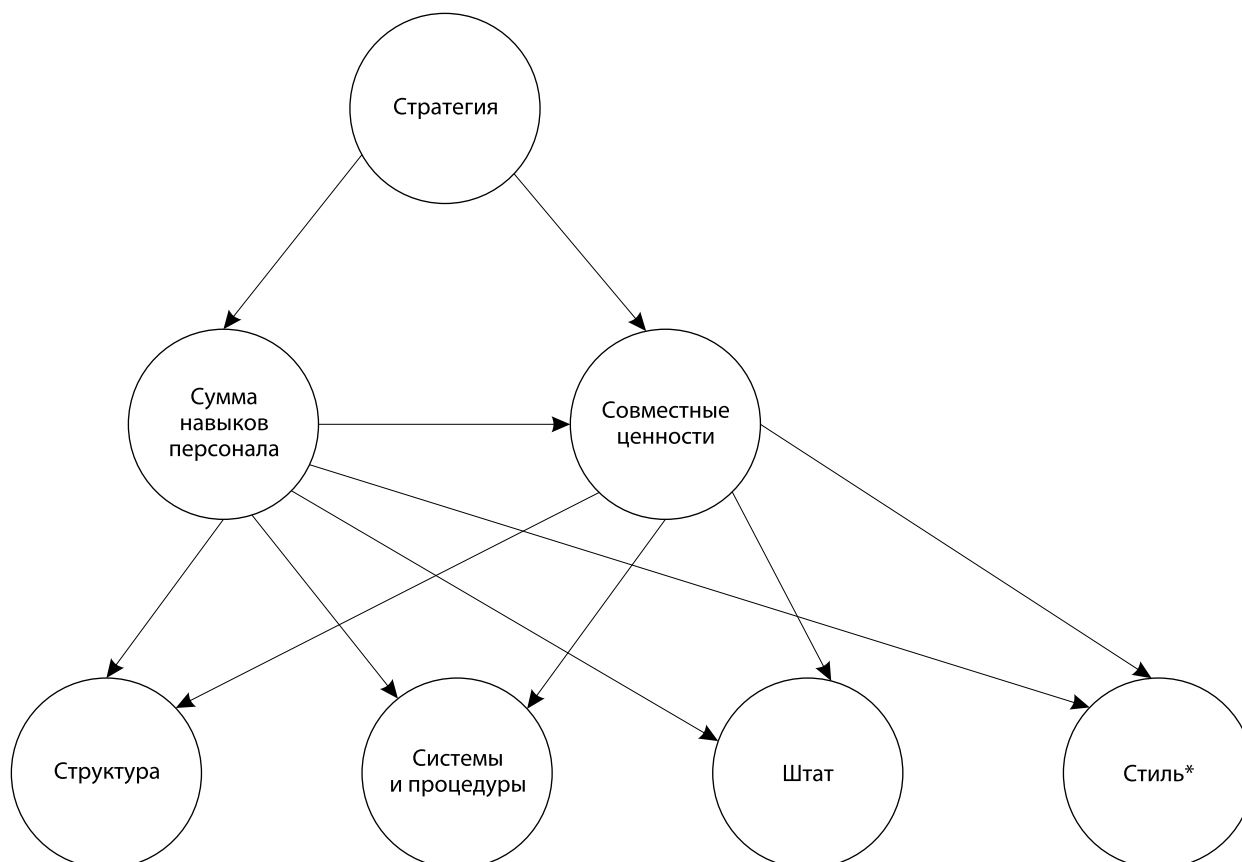 Стратегия
Сумма
навыков
персонала
Совместные
ценности
Структура
Системы
и процедуры
Штат
Стиль*